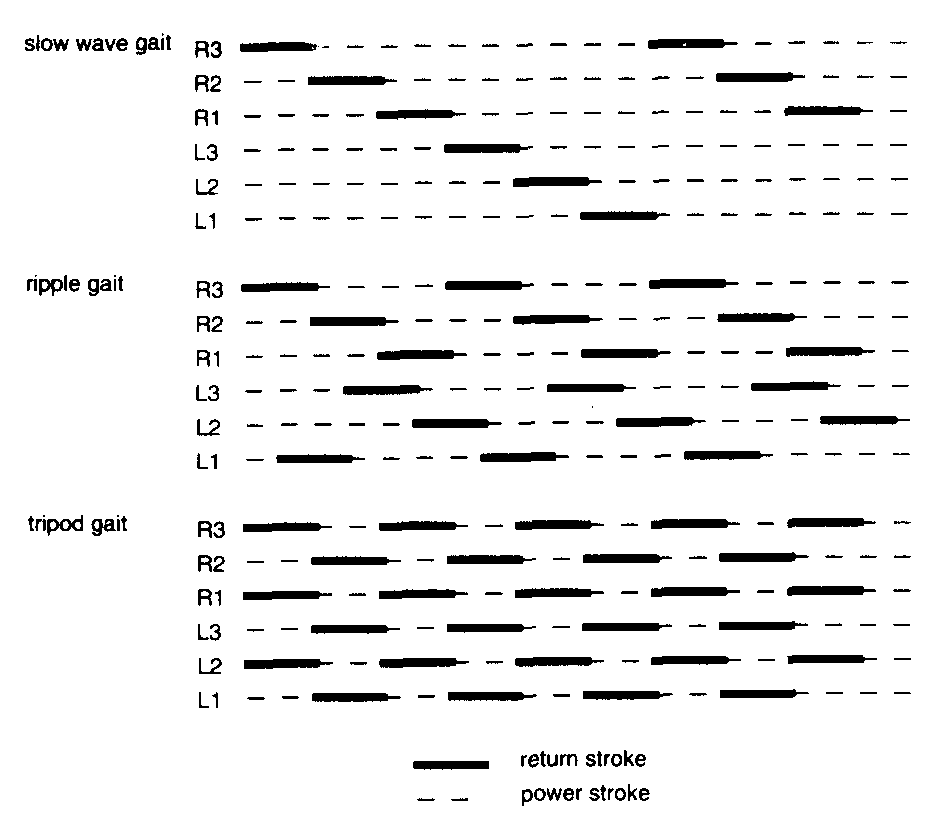 slow wave gait R3
R2
R1
L3
L2
L1
ripple gait R3
R2
R1
L3
L2
L1
tripod gait R3
R2
R1
L3
L2
L1
return stroke
power stroke